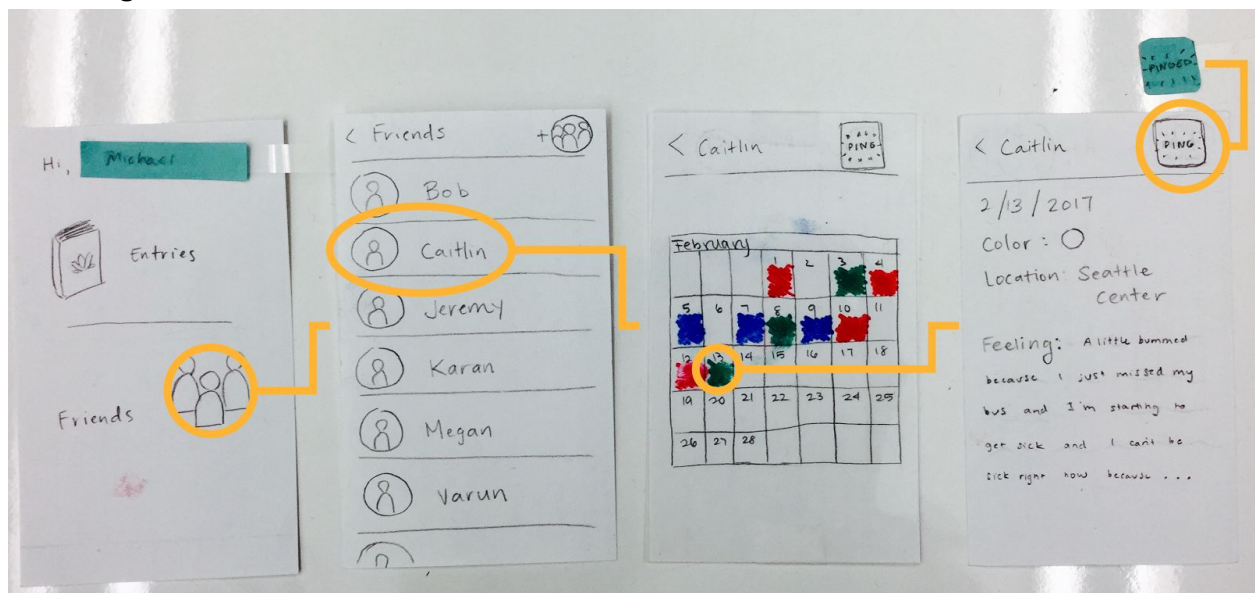 PINGED
Hi, Michael
Entries
Friends
< Friends +
Bob
Caitlin
Jeremy
Karan
Megan
Varun
< Caitlin PING
February
1 2 3 4
5 6 7 8 9 10 11
12 13 14 15 16 17 18
19 20 21 22 23 24 25
26 27 28
< Caitlin PING
2/13/2017
Color:
Location: Seattle
Center
Feeling: A little bummed
because I just missed my
bus and I'm starting to
get sick and I can't be
sick right now because ...